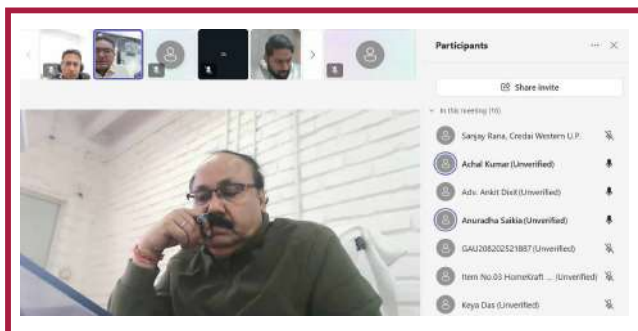 Participants
Share invite
In this meeting (16)
Sanjay Rana, Credai Western U.P.
Achal Kumar (Unverified)
Adv. Ankit Dixit (Unverified)
Anuradha Saikia (Unverified)
GAU208202521887 (Unverified)
Item No.03 HomeKraft ... (Unverified)
Keya Das (Unverified)